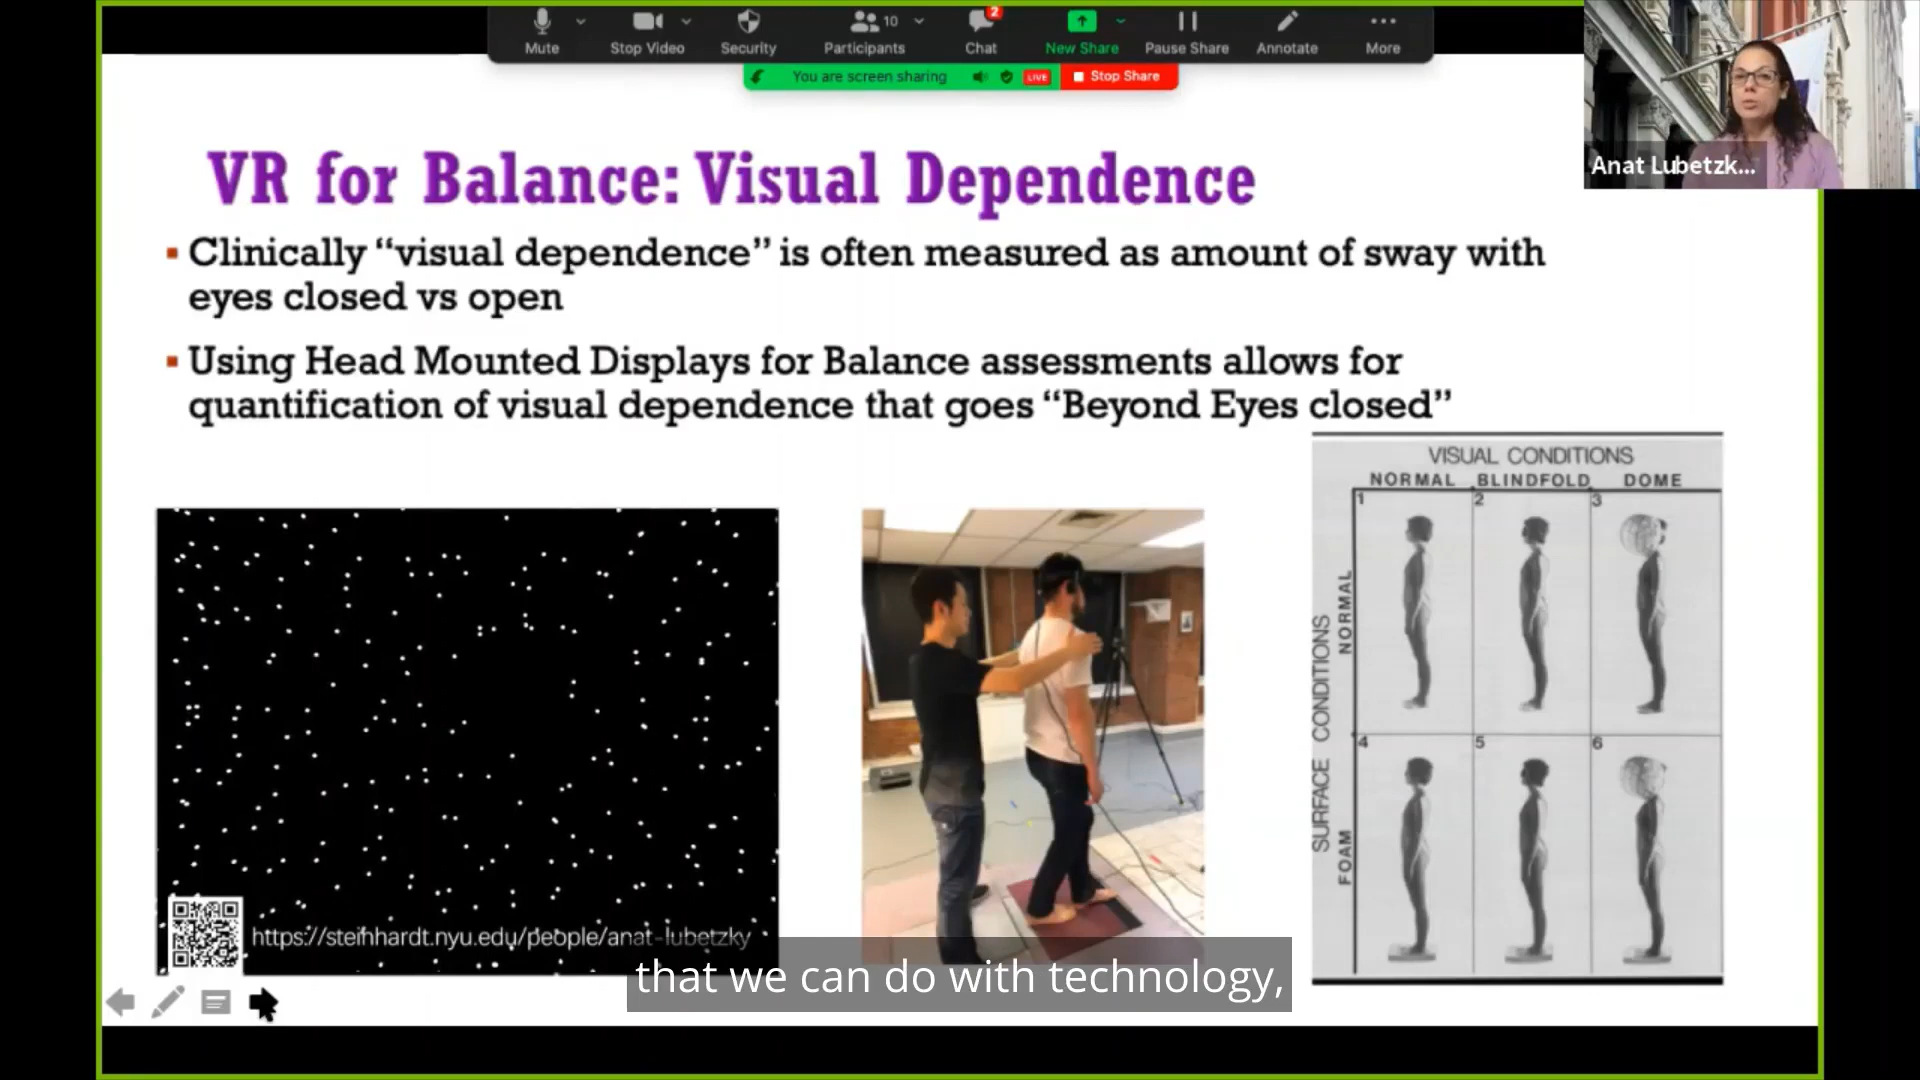 Mute
Stop Video
Security
10
Participants
2
Chat
New Share
Pause Share
Annotate
More
You are screen sharing
LIVE
Stop Share
Anat Lubetzk...
VR for Balance: Visual Dependence
▪ Clinically “visual dependence” is often measured as amount of sway with
eyes closed vs open
▪ Using Head Mounted Displays for Balance assessments allows for
quantification of visual dependence that goes “Beyond Eyes closed”
VISUAL CONDITIONS
NORMAL BLINDFOLD DOME
1 2 3
SURFACE CONDITIONS
NORMAL
4 5 6
FOAM
https://steinhardt.nyu.edu/people/anat-lubetzky
that we can do with technology,